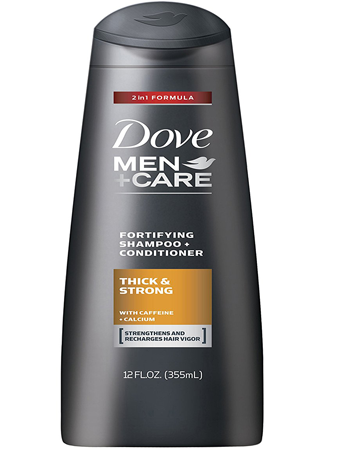 2in1 FORMULA
Dove
MEN
+CARE
FORTIFYING
SHAMPOO +
CONDITIONER
THICK &
STRONG
WITH CAFFEINE
+ CALCIUM
STRENGTHENS AND
RECHARGES HAIR VIGOR
12 FL.OZ. (355mL)